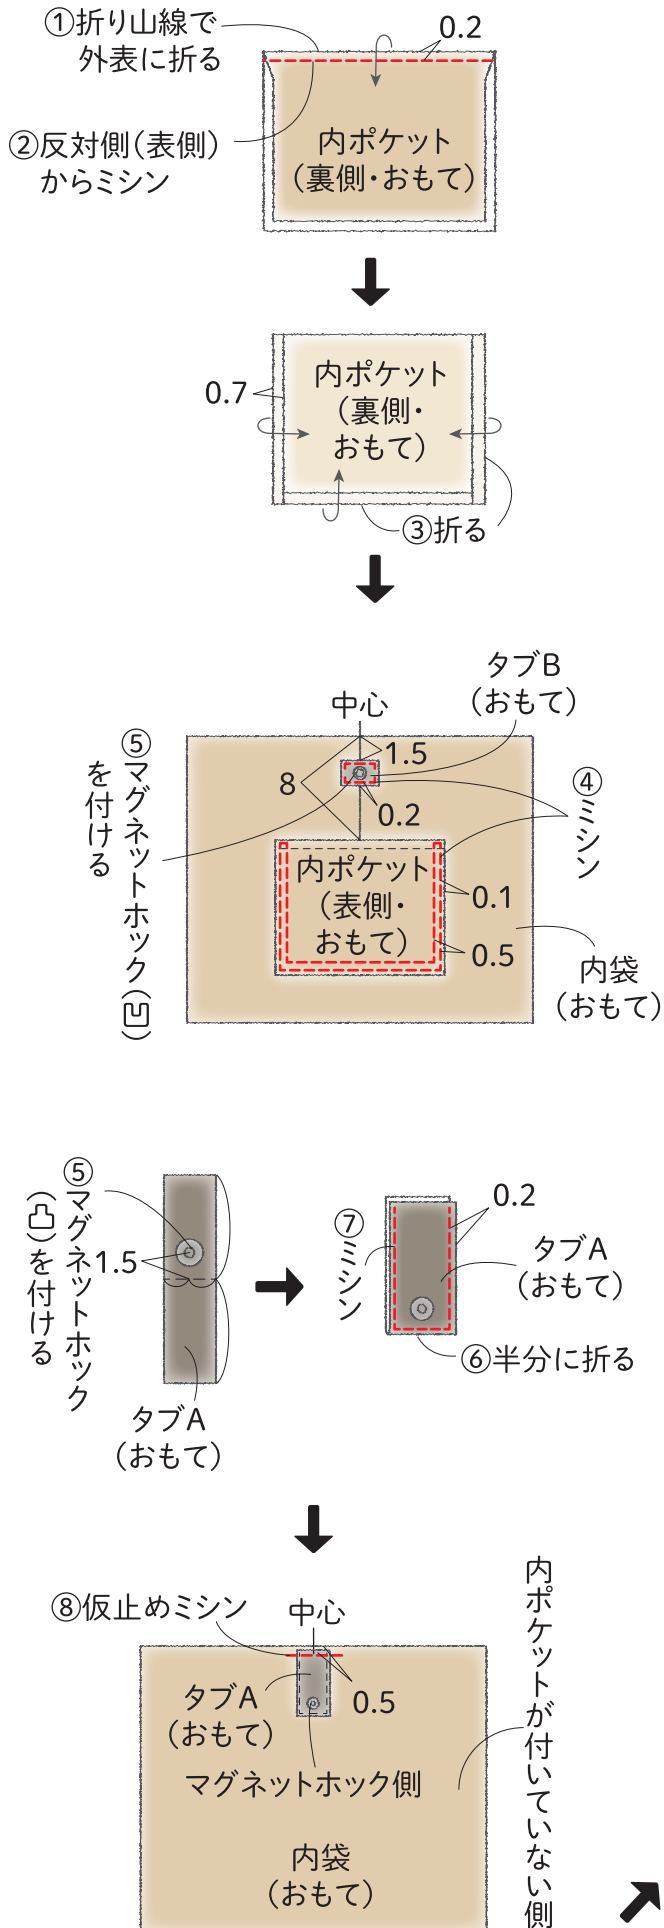 ①折り山線で
外表に折る
0.2
②反対側(表側)
からミシン
内ポケット
(裏側・おもて)
0.7
内ポケット
(裏側・
おもて)
③折る
タブB
(おもて)
中心
1.5
8
0.2
⑤マグネットホック(凹)
を付ける
④ミシン
内ポケット
(表側・
おもて)
0.1
0.5
内袋
(おもて)
⑤マグネットホック
(凸)を付ける
1.5
タブA
(おもて)
⑦ミシン
0.2
タブA
(おもて)
⑥半分に折る
⑧仮止めミシン
中心
0.5
タブA
(おもて)
マグネットホック側
内袋
(おもて)
内ポケットが付いていない側